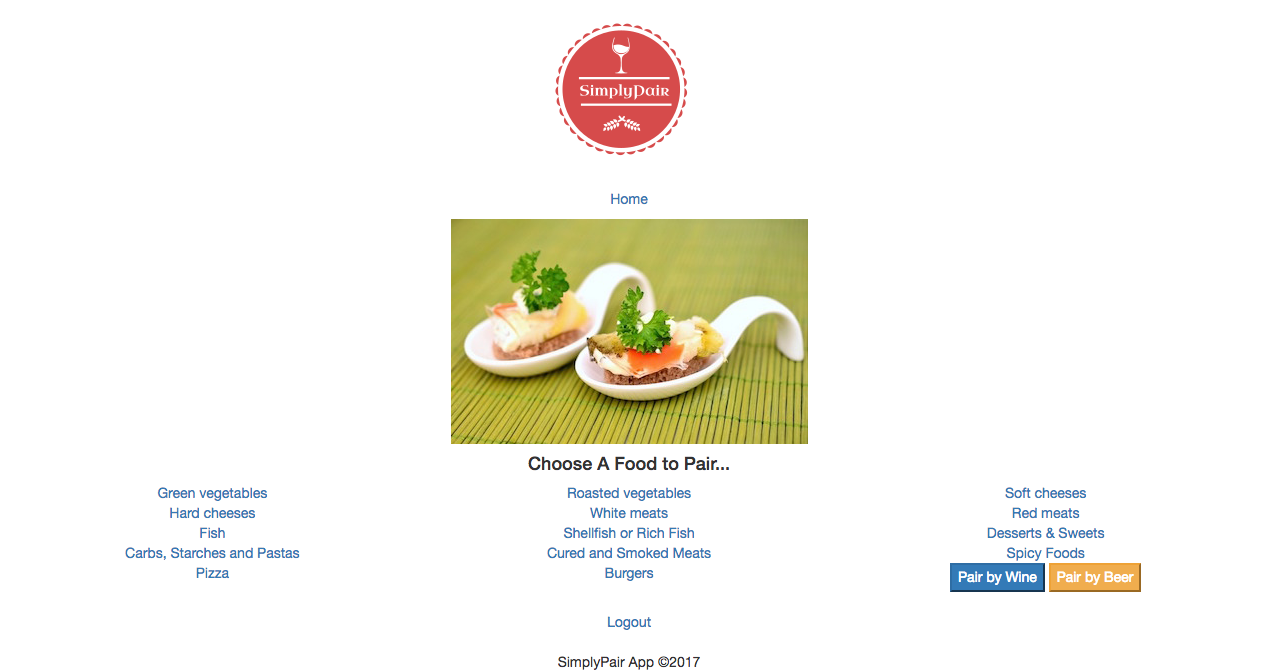 SimplyPair
Home
Choose A Food to Pair...
Green vegetables
Roasted vegetables
Soft cheeses
Hard cheeses
White meats
Red meats
Fish
Shellfish or Rich Fish
Desserts & Sweets
Carbs, Starches and Pastas
Cured and Smoked Meats
Spicy Foods
Pizza
Burgers
Pair by Wine Pair by Beer
Logout
SimplyPair App ©2017